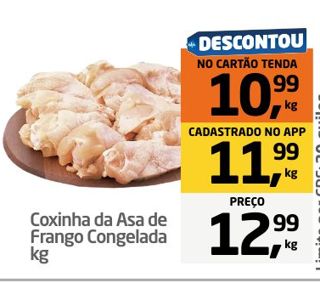 DESCONTOU
NO CARTÃO TENDA
10,99 kg
CADASTRADO NO APP
11,99 kg
PREÇO
12,99 kg
Coxinha da Asa de
Frango Congelada
kg